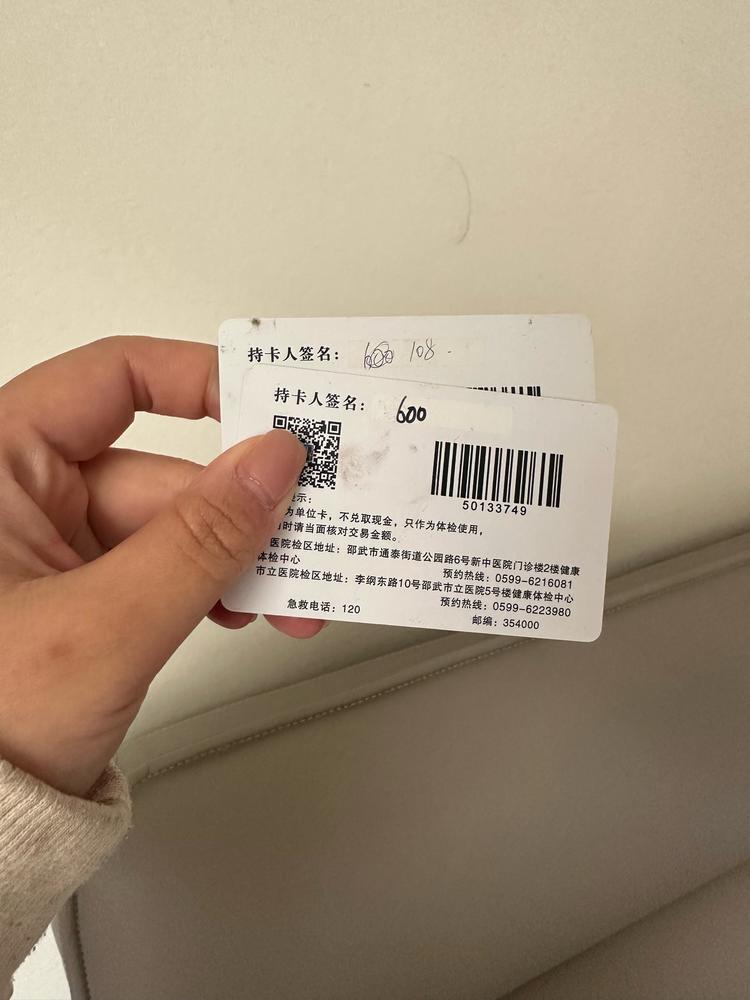 持卡人签名: 600 108
持卡人签名: 600
50133749
示:
为单位卡，不兑取现金，只作为体检使用，
时请当面核对交易金额。
医院检区地址: 邵武市通泰街道公园路6号新中医院门诊楼2楼健康
体检中心
预约热线: 0599-6216081
市立医院检区地址: 李纲东路10号邵武市立医院5号楼健康体检中心
预约热线: 0599-6223980
急救电话: 120
邮编: 354000